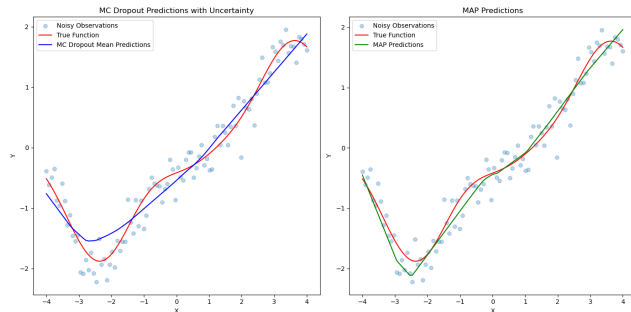 MC Dropout Predictions with Uncertainty
Noisy Observations
True Function
MC Dropout Mean Predictions
Y
2
1
0
−1
−2
−4
−3
−2
−1
0
1
2
3
4
X
MAP Predictions
Noisy Observations
True Function
MAP Predictions
Y
2
1
0
−1
−2
−4
−3
−2
−1
0
1
2
3
4
X